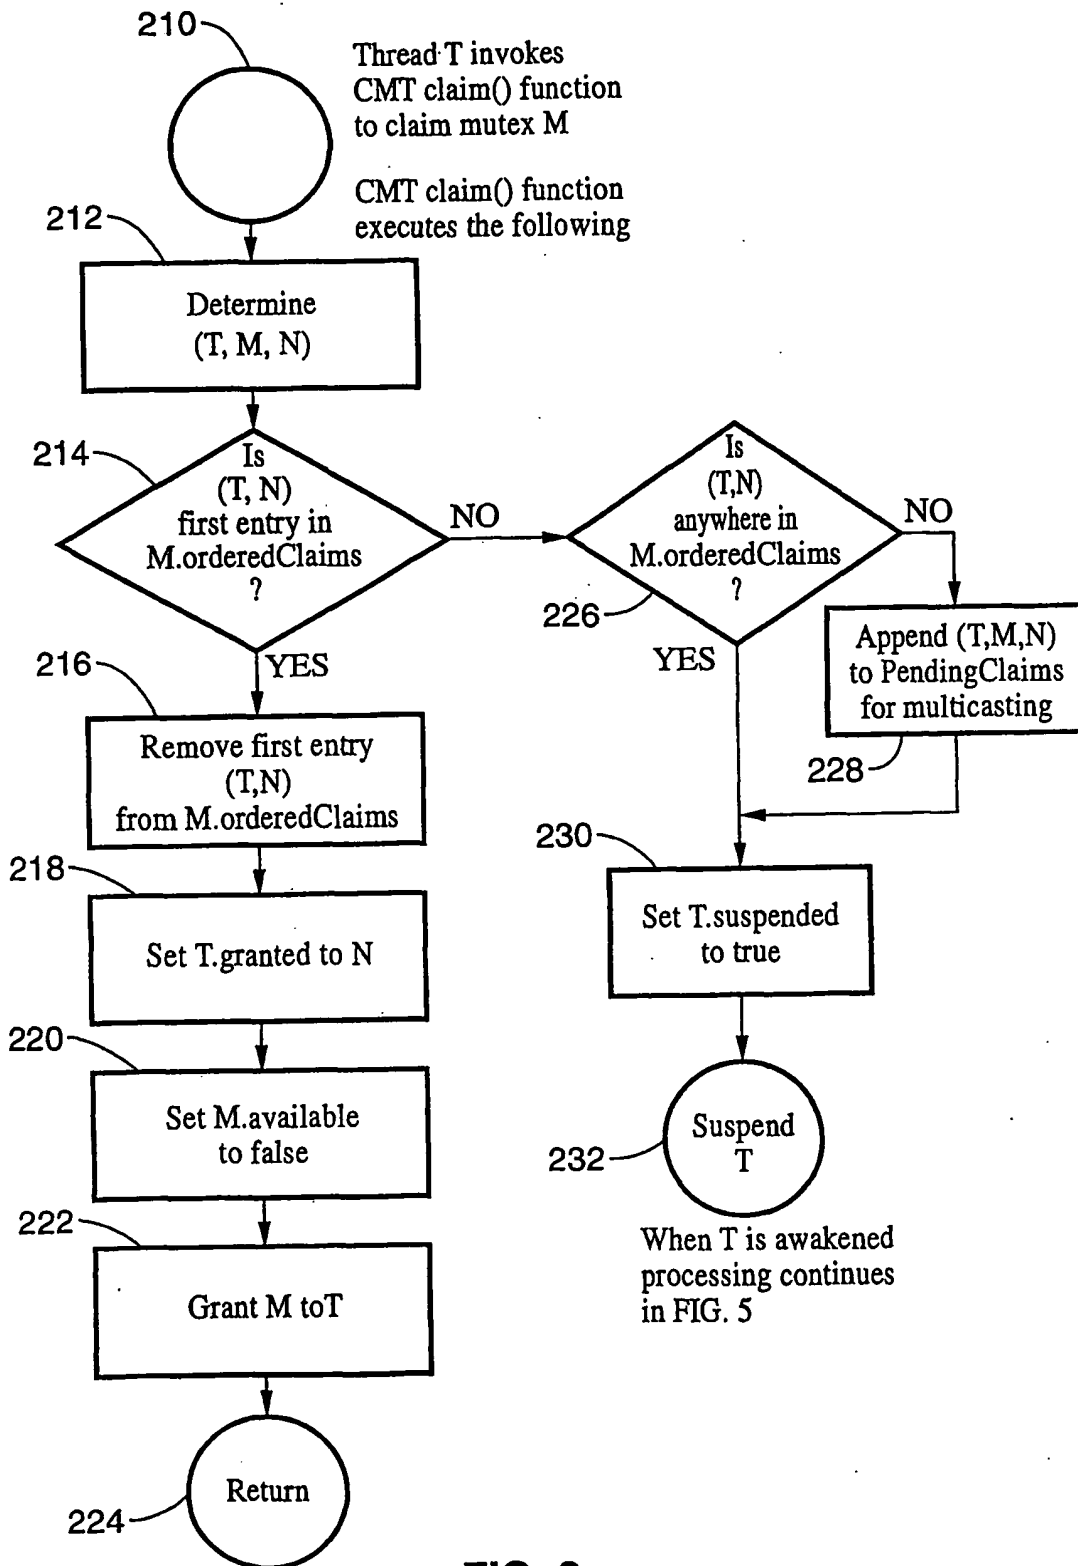 210
Thread T invokes
CMT claim() function
to claim mutex M
CMT claim() function
executes the following
212
Determine
(T, M, N)
214
Is
(T, N)
first entry in
M.orderedClaims
?
NO
YES
Is
(T,N)
anywhere in
M.orderedClaims
?
226
NO
YES
Append (T,M,N)
to PendingClaims
for multicasting
228
216
Remove first entry
(T,N)
from M.orderedClaims
218
Set T.granted to N
220
Set M.available
to false
222
Grant M toT
224
Return
230
Set T.suspended
to true
232
Suspend
T
When T is awakened
processing continues
in FIG. 5